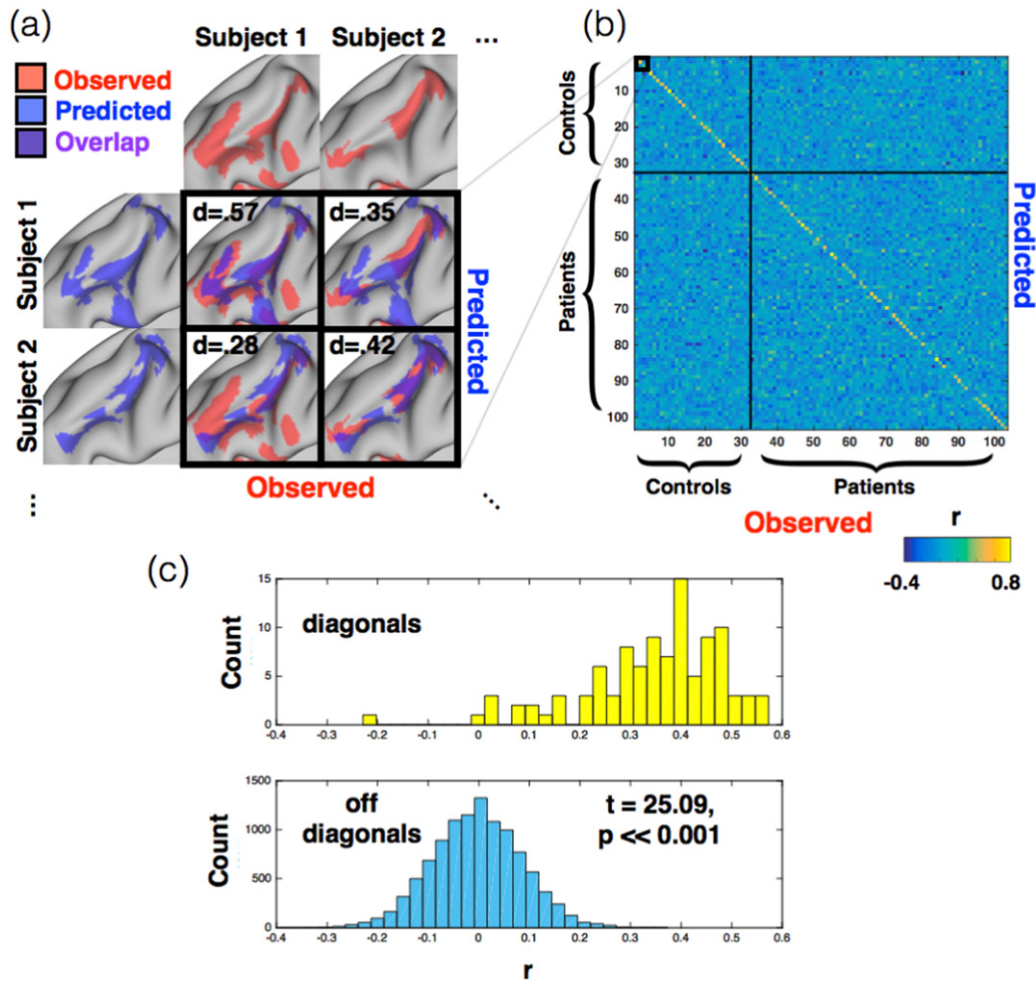 (a)
Subject 1 Subject 2 ...
Observed
Predicted
Overlap
Subject 1
d=.57 d=.35
Subject 2
d=.28 d=.42
Predicted
Observed
...
...
(b)
Controls
Patients
10
20
30
40
50
60
70
80
90
100
10 20 30 40 50 60 70 80 90 100
Controls Patients
Predicted
Observed
r
-0.4 0.8
(c)
Count
15
10
5
0
diagonals
-0.4 -0.3 -0.2 -0.1 0 0.1 0.2 0.3 0.4 0.5 0.6
Count
1500
1000
500
0
off
diagonals
t = 25.09,
p << 0.001
-0.4 -0.3 -0.2 -0.1 0 0.1 0.2 0.3 0.4 0.5 0.6
r